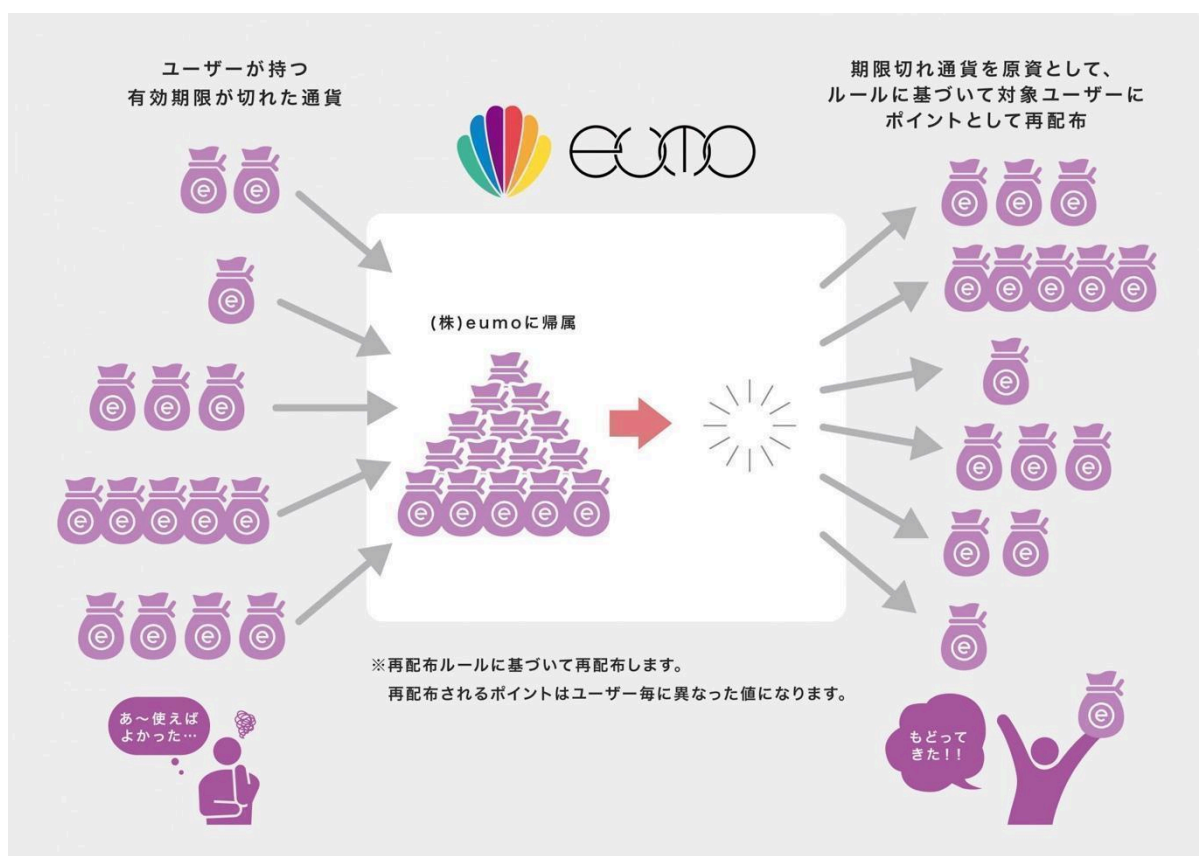 ユーザーが持つ
有効期限が切れた通貨
eumo
期限切れ通貨を原資として、
ルールに基づいて対象ユーザーに
ポイントとして再配布
e e
e
e e e
e e e e e
e e e e
(株)eumoに帰属
e e e e e
e e e
e e e e e
e
e e e
e e
e
※再配布ルールに基づいて再配布します。
再配布されるポイントはユーザー毎に異なった値になります。
あ〜使えば
よかった…
もどって
きた!!
e